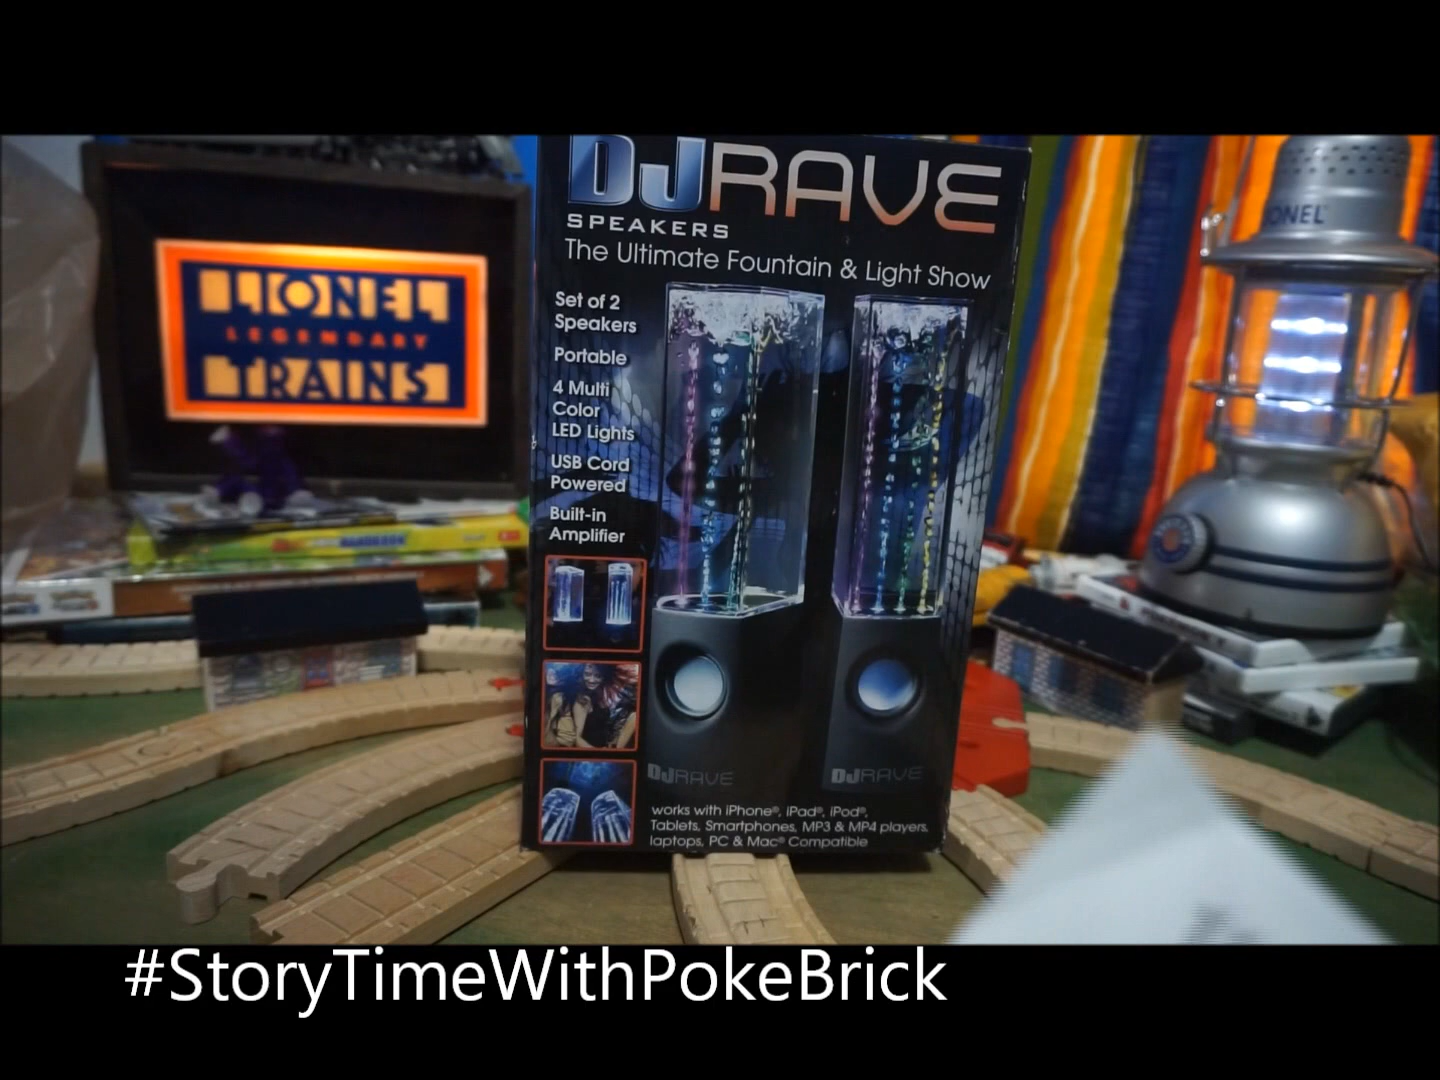 DJRAVE
SPEAKERS
The Ultimate Fountain & Light Show
Set of 2
Speakers
Portable
4 Multi
Color
LED Lights
USB Cord
Powered
Built-in
Amplifier
DJRAVE
DJRAVE
works with iPhone®, iPad®, iPod®,
Tablets, Smartphones, MP3 & MP4 players,
laptops, PC & Mac® Compatible
LIONEL
LEGENDARY
TRAINS
#StoryTimeWithPokeBrick